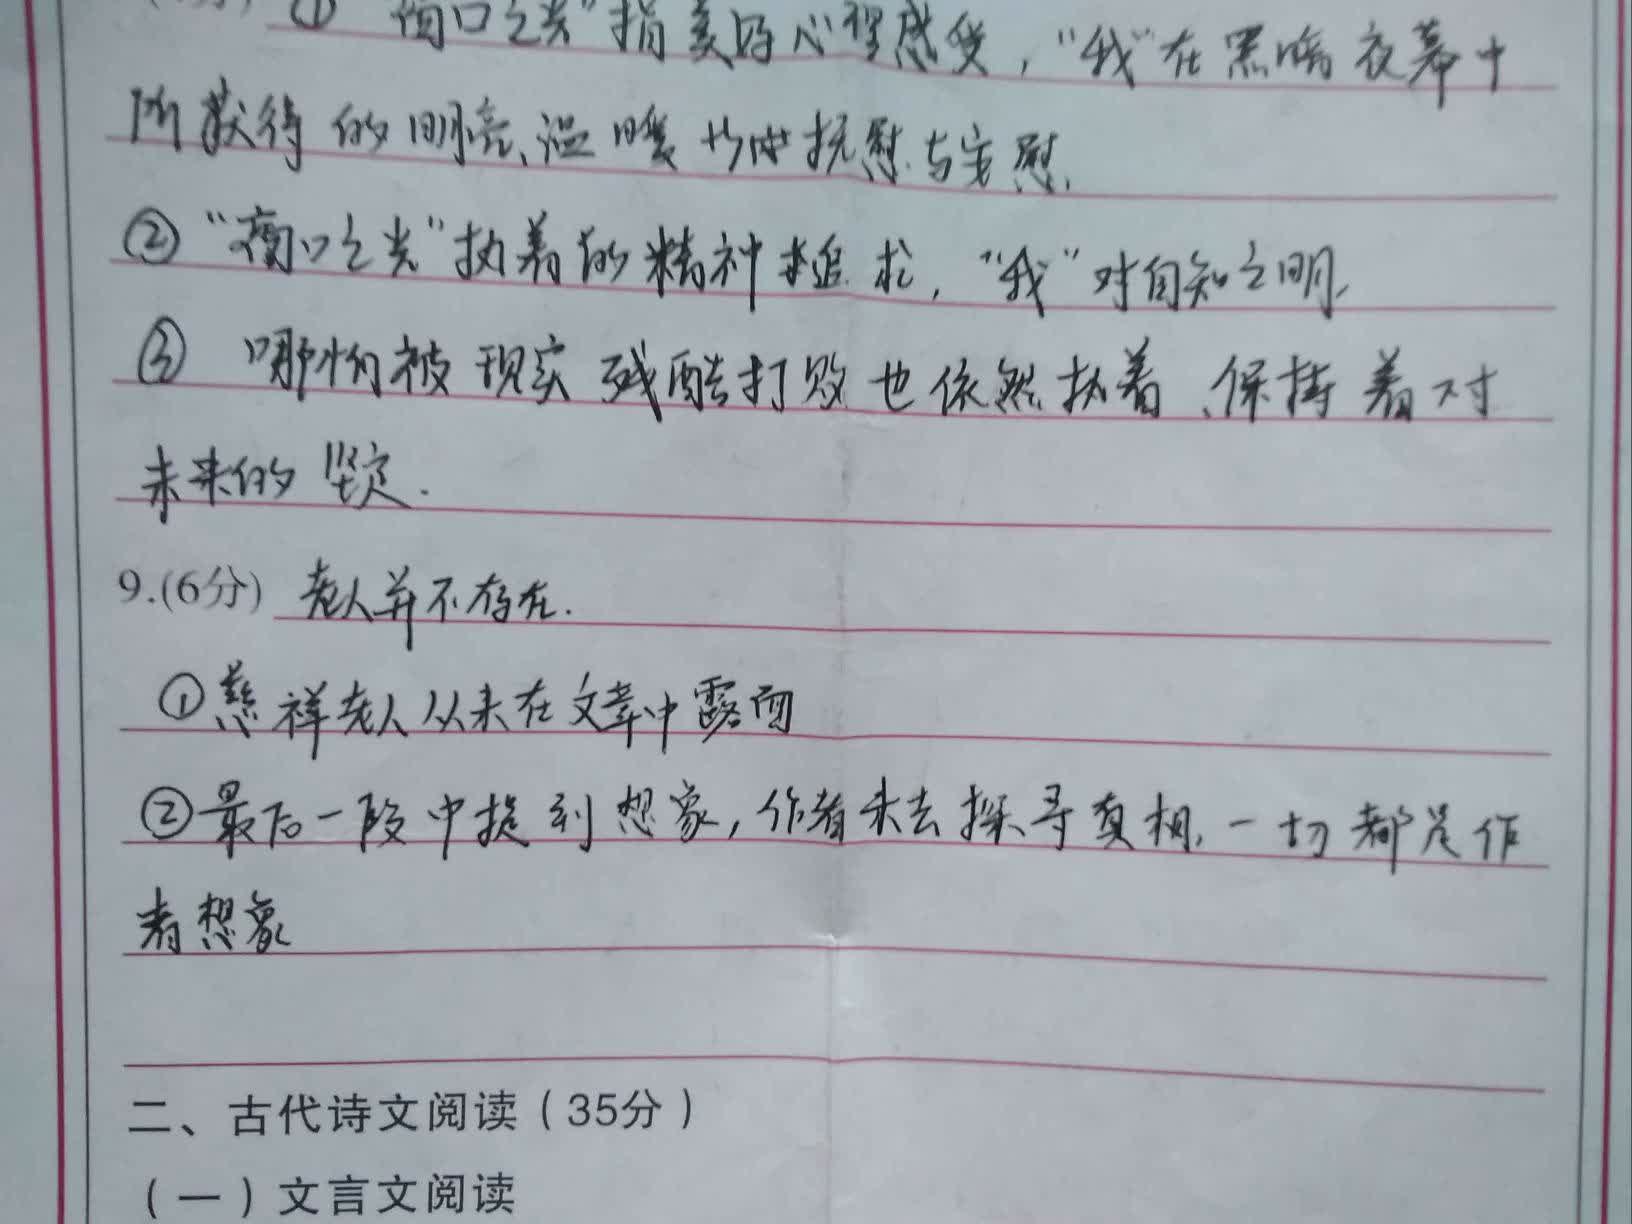 ① “窗口之光”指美好心理感受，“我”在黑暗夜幕中
所获得的明亮、温暖 抚慰与安慰.
② “窗口之光”执着的精神追求，“我”对自知之明.
③ 哪怕被现实残酷打败也依然执着、保持着对
未来的坚定.
9.(6分) 老人并不存在.
①慈祥老人从未在文章中露面
②最后一段中提到想象，作者未去探寻真相，一切都是作
者想象
二、古代诗文阅读（35分）
（一）文言文阅读